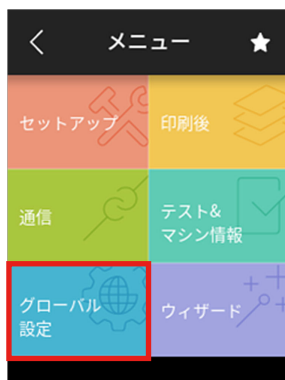 メニュー
セットアップ
印刷後
通信
テスト&
マシン情報
グローバル
設定
ウィザード